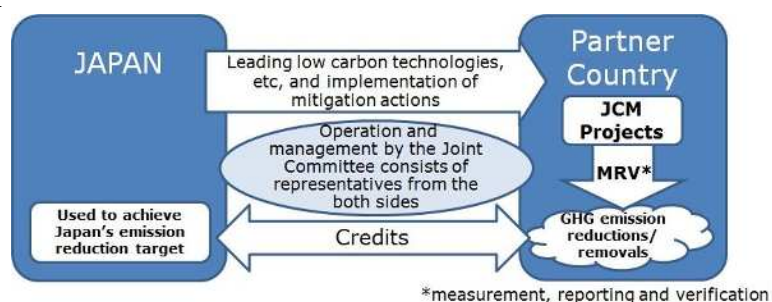 JAPAN
Leading low carbon technologies,
etc, and implementation of
mitigation actions
Partner
Country
JCM
Projects
MRV*
Operation and
management by the Joint
Committee consists of
representatives from the
both sides
Used to achieve
Japan's emission
reduction target
Credits
GHG emission
reductions/
removals
*measurement, reporting and verification